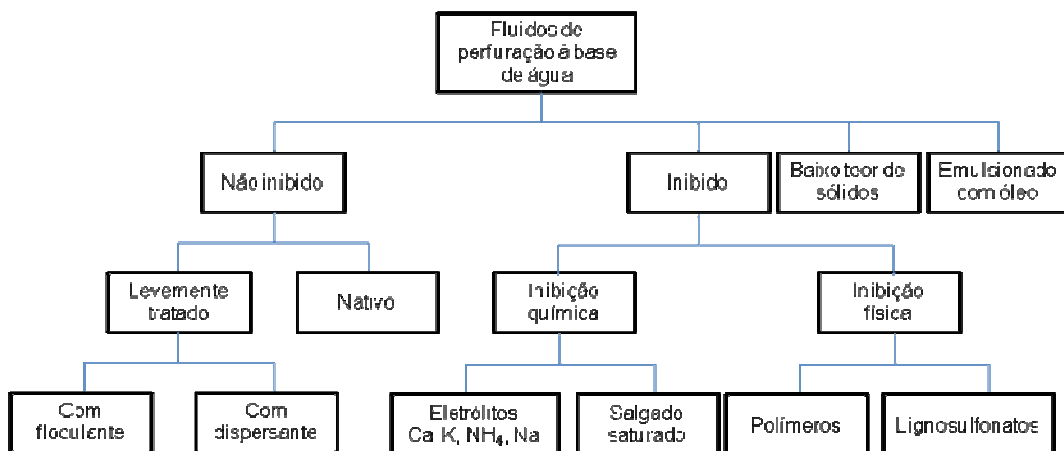 Fluidos de
perfuração à base
de água
Não inibido
Inibido
Baixo teor de
sólidos
Emulsionado
com óleo
Levemente
tratado
Nativo
Inibição
química
Inibição
física
Com
floculente
Com
dispersante
Eletrólitos
Ca K, NH₄, Na
Salgado
saturado
Polímeros
Lignosulfonatos